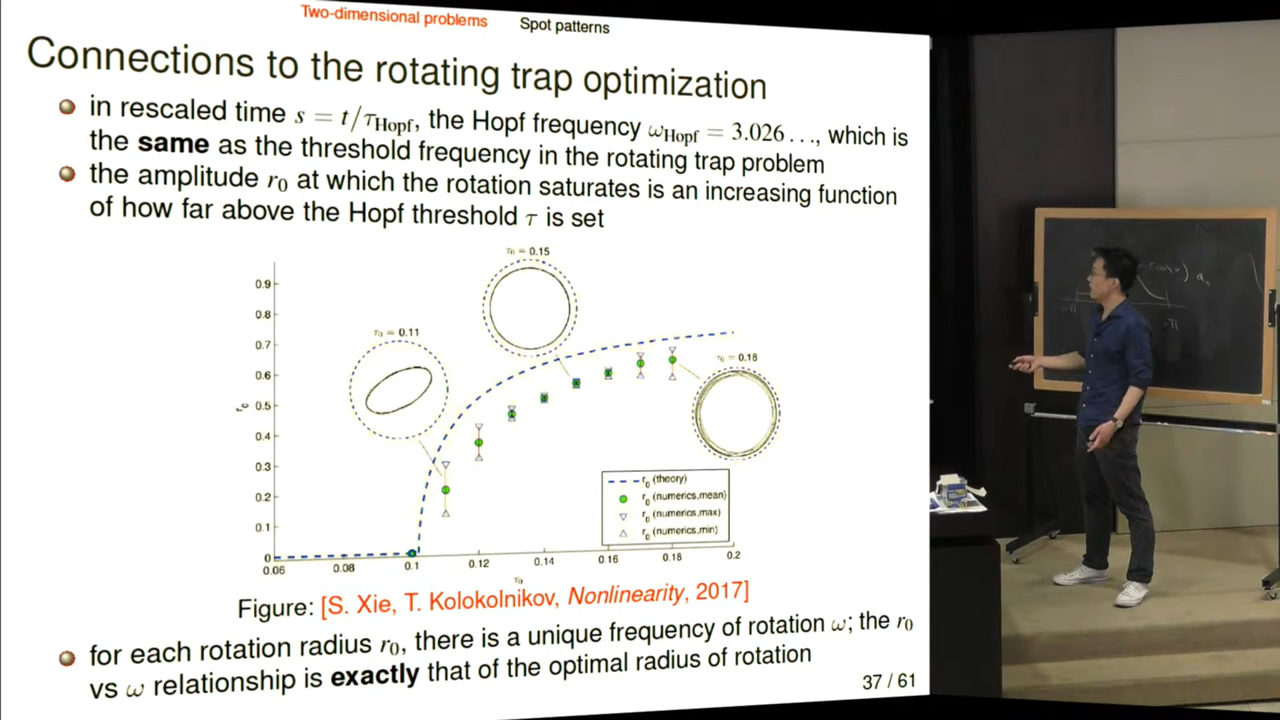 Two-dimensional problems Spot patterns
Connections to the rotating trap optimization
in rescaled time s = t/τHopf, the Hopf frequency ωHopf = 3.026..., which is
the same as the threshold frequency in the rotating trap problem
the amplitude r0 at which the rotation saturates is an increasing function
of how far above the Hopf threshold τ is set
τ0 = 0.15
0.9
0.8
0.7
τ0 = 0.11
τ0 = 0.18
0.6
0.5
r0
0.4
0.3
0.2
0.1
0
r0 (theory)
r0 (numerics,mean)
r0 (numerics,max)
r0 (numerics,min)
0.06 0.08 0.1 0.12 0.14 0.16 0.18 0.2
τ0
Figure: [S. Xie, T. Kolokolnikov, Nonlinearity, 2017]
for each rotation radius r0, there is a unique frequency of rotation ω; the r0
vs ω relationship is exactly that of the optimal radius of rotation
37 / 61